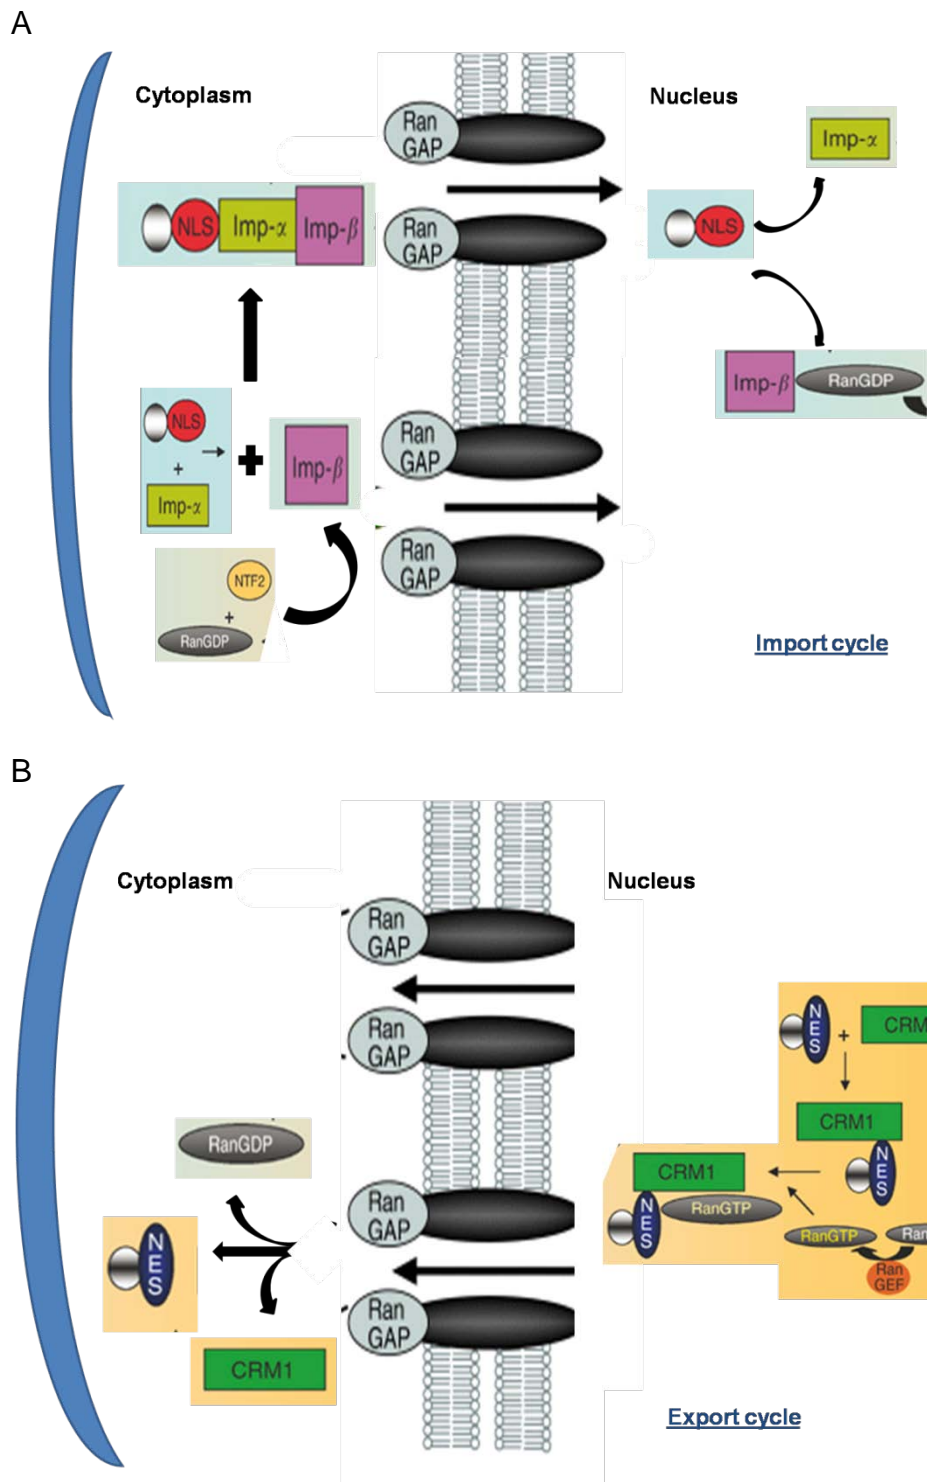 A
Cytoplasm
Nucleus
Ran
GAP
Imp-α
NLS
Imp-α
Imp-β
Ran
GAP
NLS
Imp-β
RanGDP
NLS
+
Imp-α
+
Imp-β
Ran
GAP
NTF2
+
RanGDP
Ran
GAP
Import cycle
B
Cytoplasm
Nucleus
Ran
GAP
Ran
GAP
NES
+
CRM
CRM1
NES
RanGDP
CRM1
NES
RanGTP
Ran
GAP
RanGTP
Ran
Ran
GEF
NES
CRM1
Ran
GAP
Export cycle